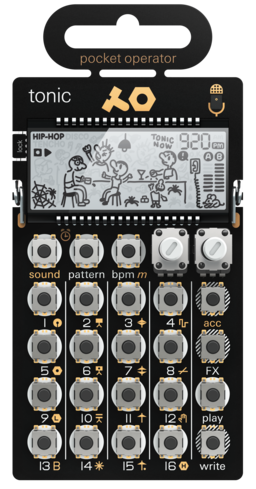 pocket operator
tonic
lock
HIP-HOP
TONIC
NOW
920 PM
A B
sound pattern bpm m
1 2 3 4 acc
5 6 7 8 FX
9 10 11 12 play
13 B 14 15 16 write